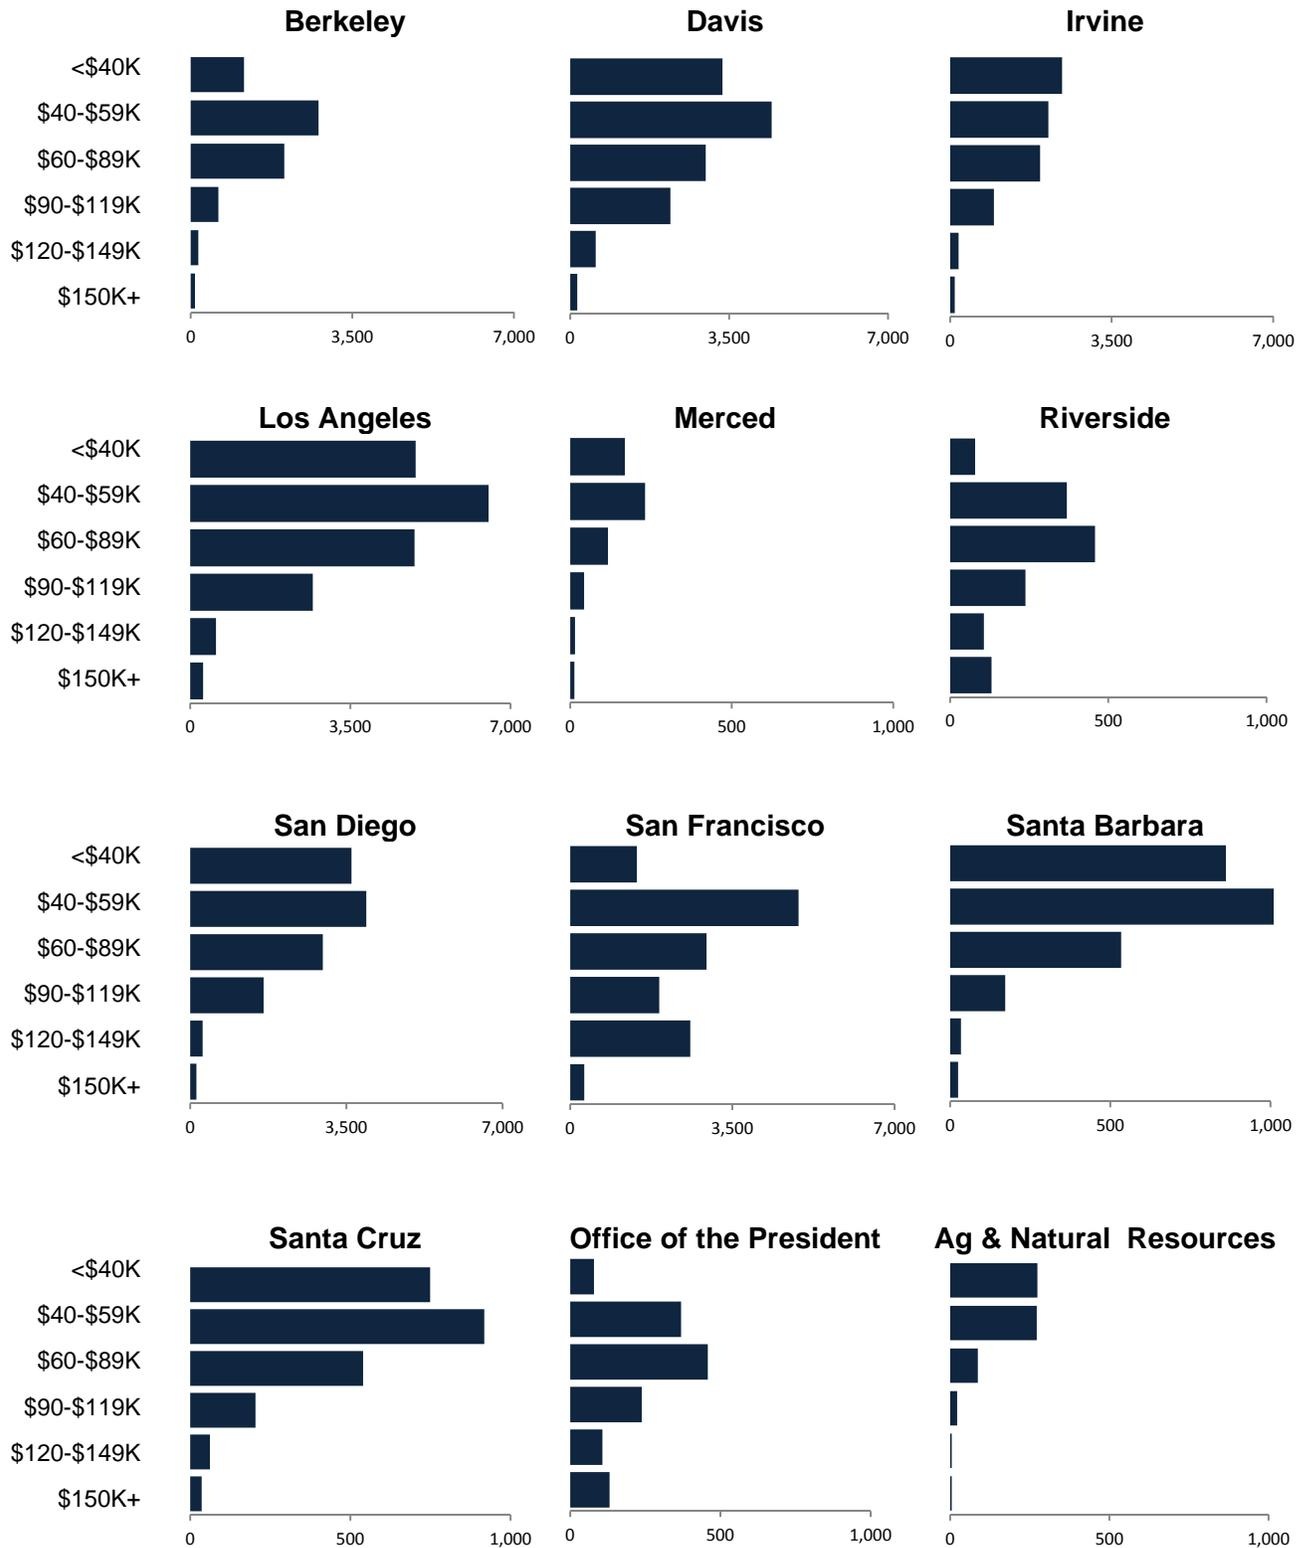 Berkeley Davis Irvine
<$40K
$40-$59K
$60-$89K
$90-$119K
$120-$149K
$150K+
0 3,500 7,000 0 3,500 7,000 0 3,500 7,000
Los Angeles Merced Riverside
<$40K
$40-$59K
$60-$89K
$90-$119K
$120-$149K
$150K+
0 3,500 7,000 0 500 1,000 0 500 1,000
San Diego San Francisco Santa Barbara
<$40K
$40-$59K
$60-$89K
$90-$119K
$120-$149K
$150K+
0 3,500 7,000 0 3,500 7,000 0 500 1,000
Santa Cruz Office of the President Ag & Natural Resources
<$40K
$40-$59K
$60-$89K
$90-$119K
$120-$149K
$150K+
0 500 1,000 0 500 1,000 0 500 1,000